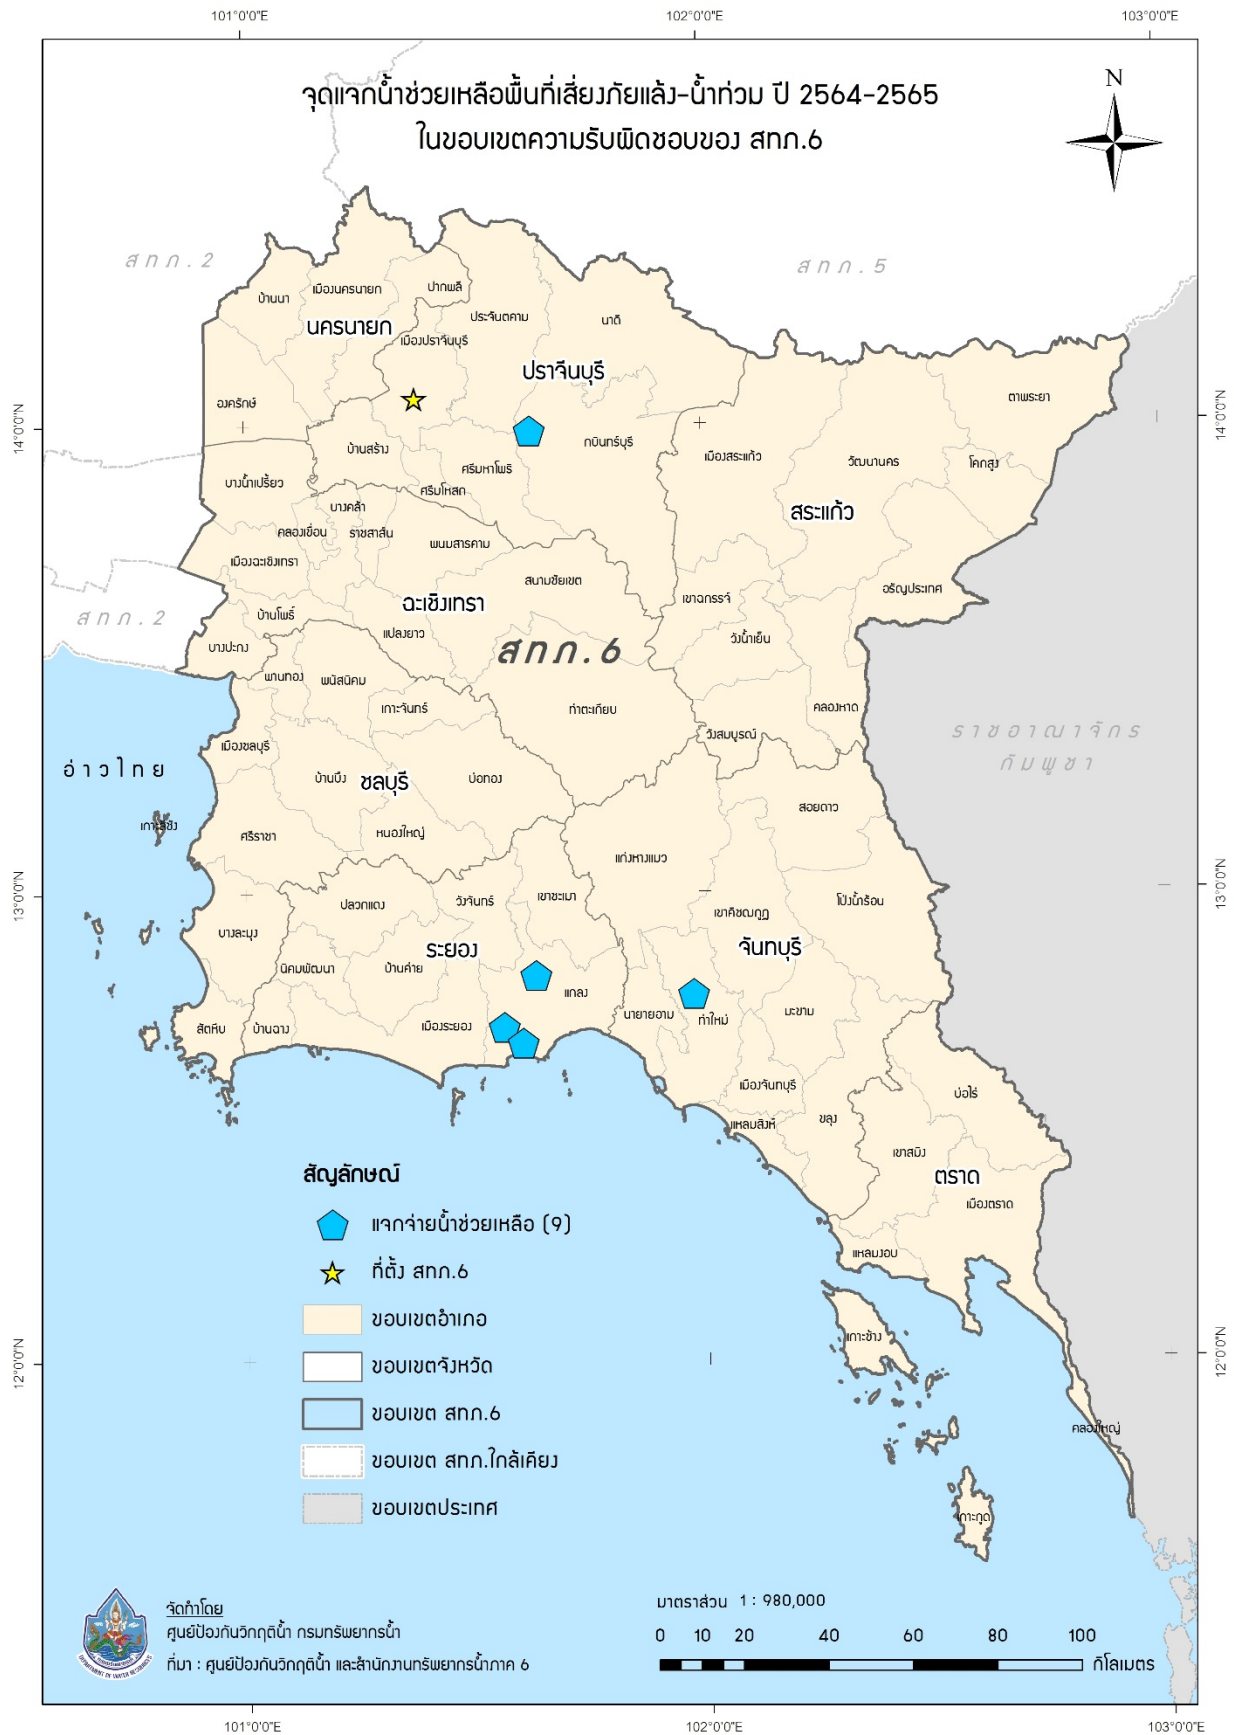 101°0'0"E 102°0'0"E 103°0'0"E
จุดแจกน้ำช่วยเหลือพื้นที่เสี่ยงภัยแล้ง-น้ำท่วม ปี 2564-2565
ในขอบเขตความรับผิดชอบของ สทภ.6
N
สทภ.2
สทภ.5
ปากพลี
เมืองนครนายก
บ้านนา
ประจันตคาม
นาดี
นครนายก
เมืองปราจีนบุรี
ปราจีนบุรี
ตาพระยา
องครักษ์
14°0'0"N
14°0'0"N
กบินทร์บุรี
บ้านสร้าง
เมืองสระแก้ว
วัฒนานคร
โคกสูง
ศรีมหาโพธิ
บางน้ำเปรี้ยว
ศรีมโหสถ
บางคล้า
สระแก้ว
คลองเขื่อน
ราชสาส์น
พนมสารคาม
เมืองฉะเชิงเทรา
สนามชัยเขต
อรัญประเทศ
เขาฉกรรจ์
ฉะเชิงเทรา
สทภ.2
บ้านโพธิ์
แปลงยาว
วังน้ำเย็น
บางปะกง
สทภ.6
พานทอง
พนัสนิคม
เกาะจันทร์
ท่าตะเกียบ
คลองหาด
วังสมบูรณ์
ราชอาณาจักร
กัมพูชา
เมืองชลบุรี
อ่าวไทย
บ้านบึง
ชลบุรี
บ่อทอง
สอยดาว
เกาะสีชัง
ศรีราชา
หนองใหญ่
แก่งหางแมว
13°0'0"N
13°0'0"N
ปลวกแดง
วังจันทร์
เขาชะเมา
เขาคิชฌกูฏ
โป่งน้ำร้อน
บางละมุง
ระยอง
จันทบุรี
นิคมพัฒนา
บ้านค่าย
แกลง
สัตหีบ
บ้านฉาง
เมืองระยอง
นายายอาม
ท่าใหม่
มะขาม
เมืองจันทบุรี
บ่อไร่
แหลมสิงห์
ขลุง
เขาสมิง
ตราด
เมืองตราด
แหลมงอบ
เกาะช้าง
12°0'0"N
12°0'0"N
คลองใหญ่
เกาะกูด
สัญลักษณ์
แจกจ่ายน้ำช่วยเหลือ (9)
ที่ตั้ง สทภ.6
ขอบเขตอำเภอ
ขอบเขตจังหวัด
ขอบเขต สทภ.6
ขอบเขต สทภ.ใกล้เคียง
ขอบเขตประเทศ
จัดทำโดย
ศูนย์ป้องกันวิกฤติน้ำ กรมทรัพยากรน้ำ
ที่มา : ศูนย์ป้องกันวิกฤติน้ำ และสำนักงานทรัพยากรน้ำภาค 6
DEPARTMENT OF WATER RESOURCES
มาตราส่วน 1 : 980,000
0 10 20 40 60 80 100
กิโลเมตร
101°0'0"E 102°0'0"E 103°0'0"E